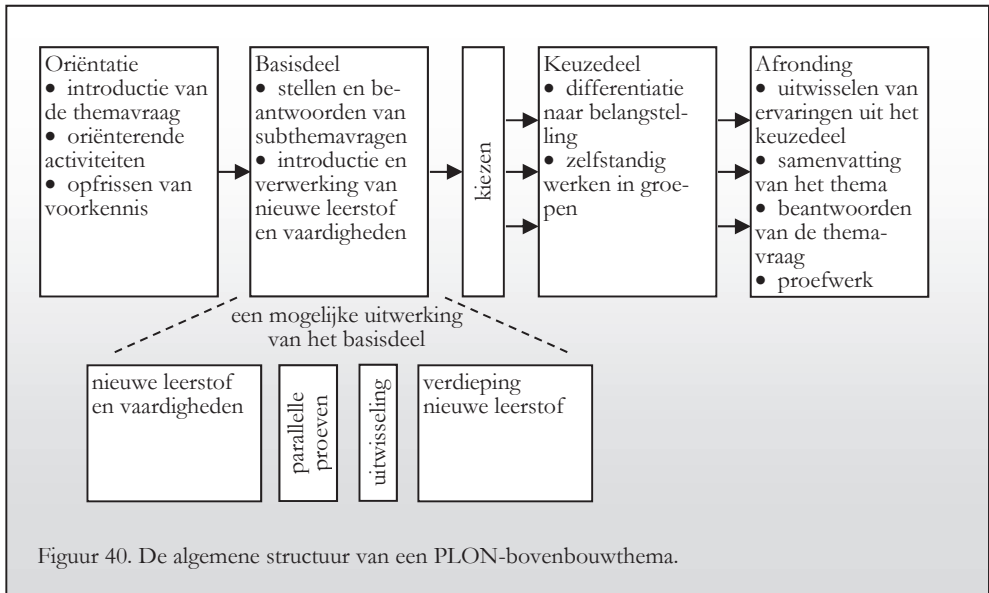 Oriëntatie
• introductie van
de themavraag
• oriënterende
activiteiten
• opfrissen van
voorkennis
Basisdeel
• stellen en be-
antwoorden van
subthemavragen
• introductie en
verwerking van
nieuwe leerstof
en vaardigheden
kiezen
Keuzedeel
• differentiatie
naar belangstel-
ling
• zelfstandig
werken in groe-
pen
Afronding
• uitwisselen van
ervaringen uit het
keuzedeel
• samenvatting
van het thema
• beantwoorden
van de thema-
vraag
• proefwerk
een mogelijke uitwerking
van het basisdeel
nieuwe leerstof
en vaardigheden
parallelle
proeven
uitwisseling
verdieping
nieuwe leerstof
Figuur 40. De algemene structuur van een PLON-bovenbouwthema.